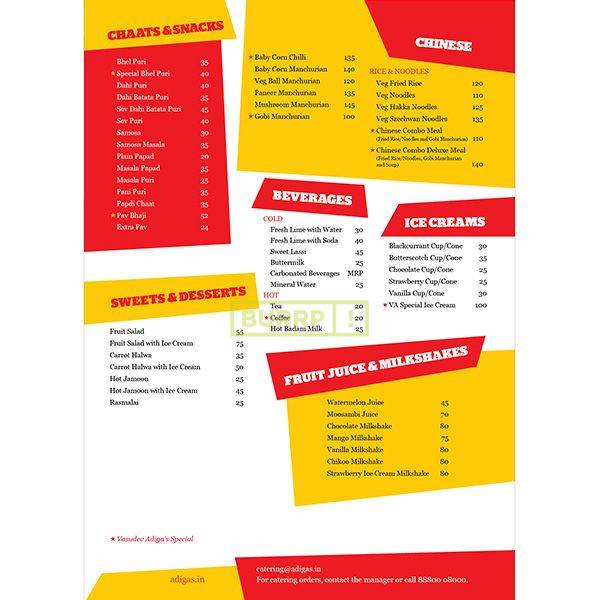 CHAATS & SNACKS
Bhel Puri 35
★ Special Bhel Puri 40
Dahi Puri 40
Dahi Batata Puri 35
Sev Dahi Batata Puri 45
Sev Puri 40
Samosa 30
Samosa Masala 35
Plain Papad 20
Masala Papad 35
Masala Puri 35
Pani Puri 35
Papdi Chaat 35
★ Pav Bhaji 52
Extra Pav 24
★ Baby Corn Chilli 135
Baby Corn Manchurian 140
Veg Ball Manchurian 120
Paneer Manchurian 135
Mushroom Manchurian 145
★ Gobi Manchurian 100
CHINESE
RICE & NOODLES
Veg Fried Rice 120
Veg Noodles 110
Veg Hakka Noodles 125
Veg Szechwan Noodles 135
★ Chinese Combo Meal
(Fried Rice/Noodles and Gobi Manchurian) 110
★ Chinese Combo Deluxe Meal
(Fried Rice/Noodles, Gobi Manchurian
and Soup) 140
BEVERAGES
COLD
Fresh Lime with Water 30
Fresh Lime with Soda 40
Sweet Lassi 45
Buttermilk 25
Carbonated Beverages MRP
Mineral Water 25
HOT
Tea 20
★ Coffee 20
Hot Badam Milk 25
BURRP!
ICE CREAMS
Blackcurrant Cup/Cone 30
Butterscotch Cup/Cone 35
Chocolate Cup/Cone 25
Strawberry Cup/Cone 25
Vanilla Cup/Cone 30
★ VA Special Ice Cream 100
SWEETS & DESSERTS
Fruit Salad 55
Fruit Salad with Ice Cream 75
Carrot Halwa 35
Carrot Halwa with Ice Cream 50
Hot Jamoon 25
Hot Jamoon with Ice Cream 45
Rasmalai 25
FRUIT JUICE & MILKSHAKES
Watermelon Juice 45
Moosambi Juice 70
Chocolate Milkshake 80
Mango Milkshake 75
Vanilla Milkshake 80
Chikoo Milkshake 80
Strawberry Ice Cream Milkshake 80
★ Vasudev Adiga's Special
adigas.in
catering@adigas.in
For catering orders, contact the manager or call 88800 08000.